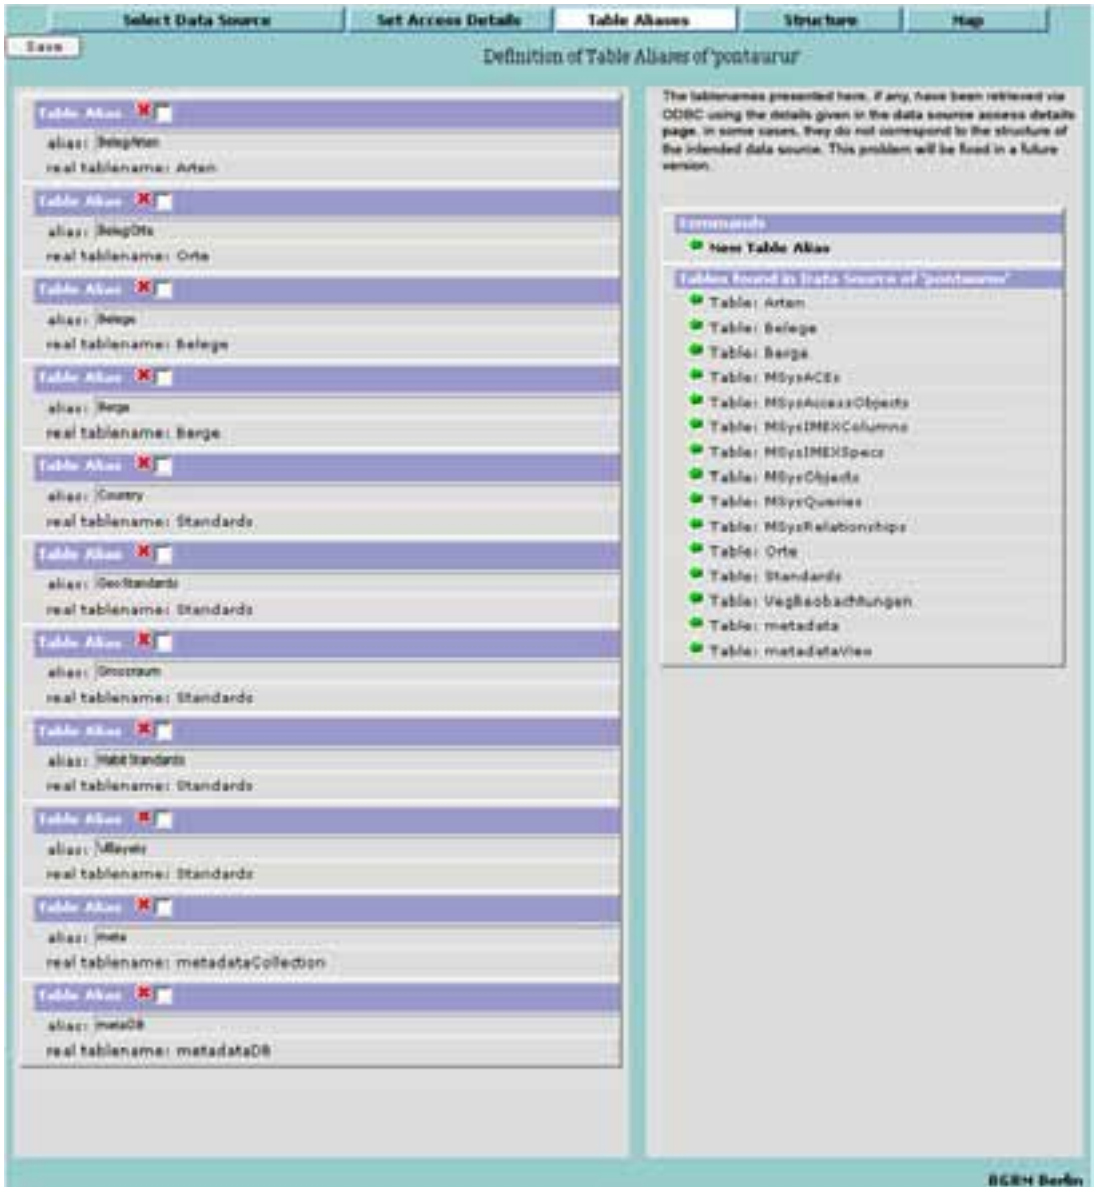 Select Data Source
Set Access Details
Table Aliases
Structure
Map
Save
Definition of Table Aliases of 'pontaurus'
Table Alias
alias: BelegArten
real tablename: Arten
Table Alias
alias: BelegOrte
real tablename: Orte
Table Alias
alias: Belege
real tablename: Belege
Table Alias
alias: Berge
real tablename: Berge
Table Alias
alias: Country
real tablename: Standards
Table Alias
alias: GeoStandards
real tablename: Standards
Table Alias
alias: Grossraum
real tablename: Standards
Table Alias
alias: HabitStandards
real tablename: Standards
Table Alias
alias:
real tablename: Standards
Table Alias
alias: meta
real tablename: metadataCollection
Table Alias
alias: metaDB
real tablename: metadataDB
The tablenames presented here, if any, have been retrieved via
ODBC using the details given in the data source access details
page. In some cases, they do not correspond to the structure of
the intended data source. This problem will be fixed in a future
version.
Commands
New Table Alias
Tables found in Data Source of 'pontaurus'
Table: Arten
Table: Belege
Table: Berge
Table: MSysACEs
Table: MSysAccessObjects
Table: MSysIMEXColumns
Table: MSysIMEXSpecs
Table: MSysObjects
Table: MSysQueries
Table: MSysRelationships
Table: Orte
Table: Standards
Table: VegBeobachtungen
Table: metadata
Table: metadataView
BGBM Berlin